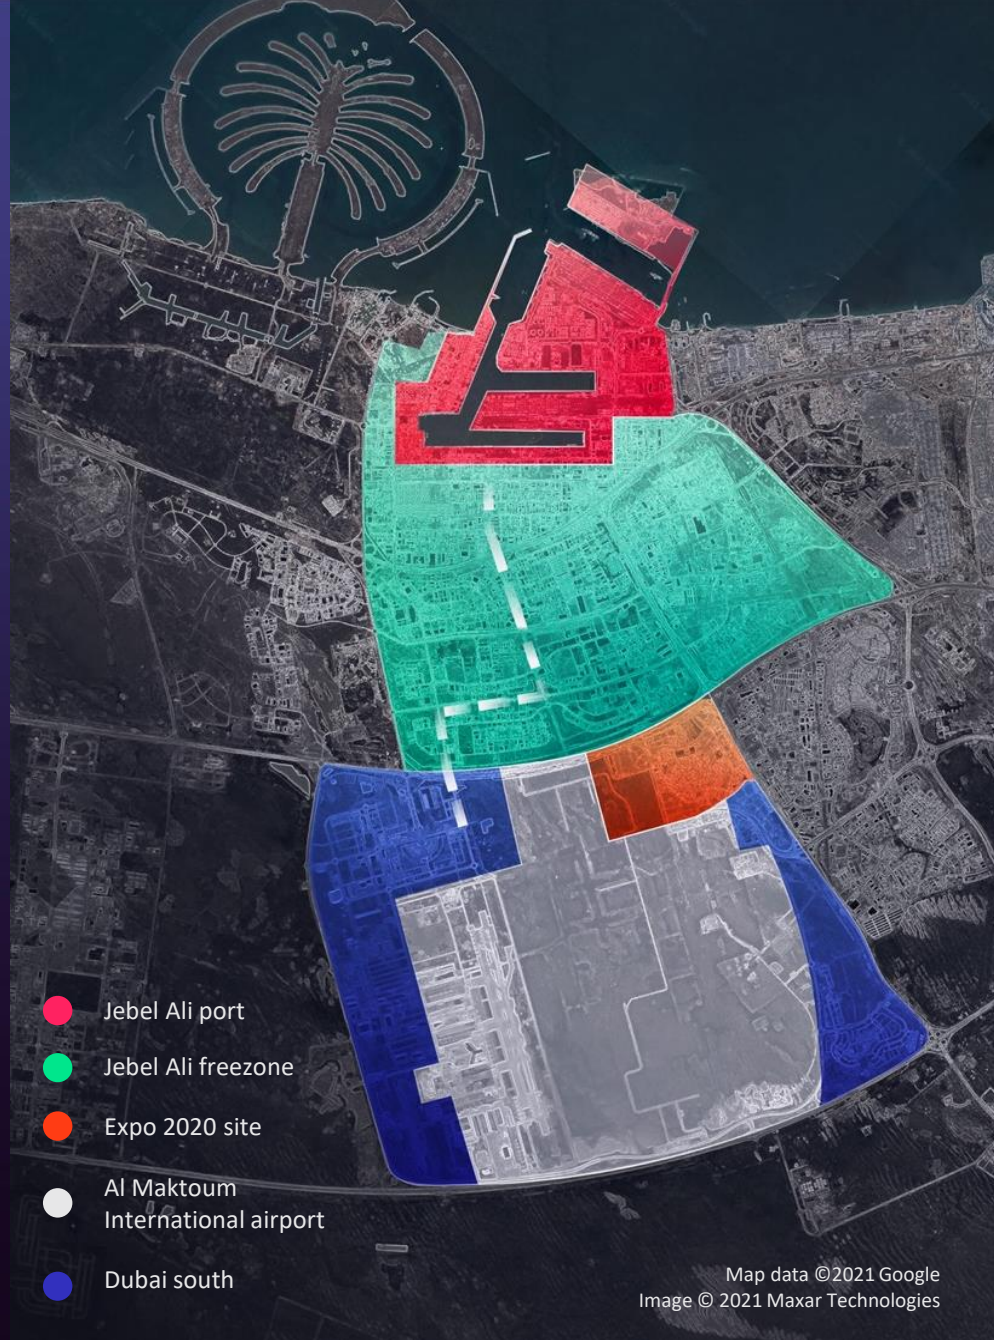 Jebel Ali port
Jebel Ali freezone
Expo 2020 site
Al Maktoum
International airport
Dubai south
Map data ©2021 Google
Image © 2021 Maxar Technologies